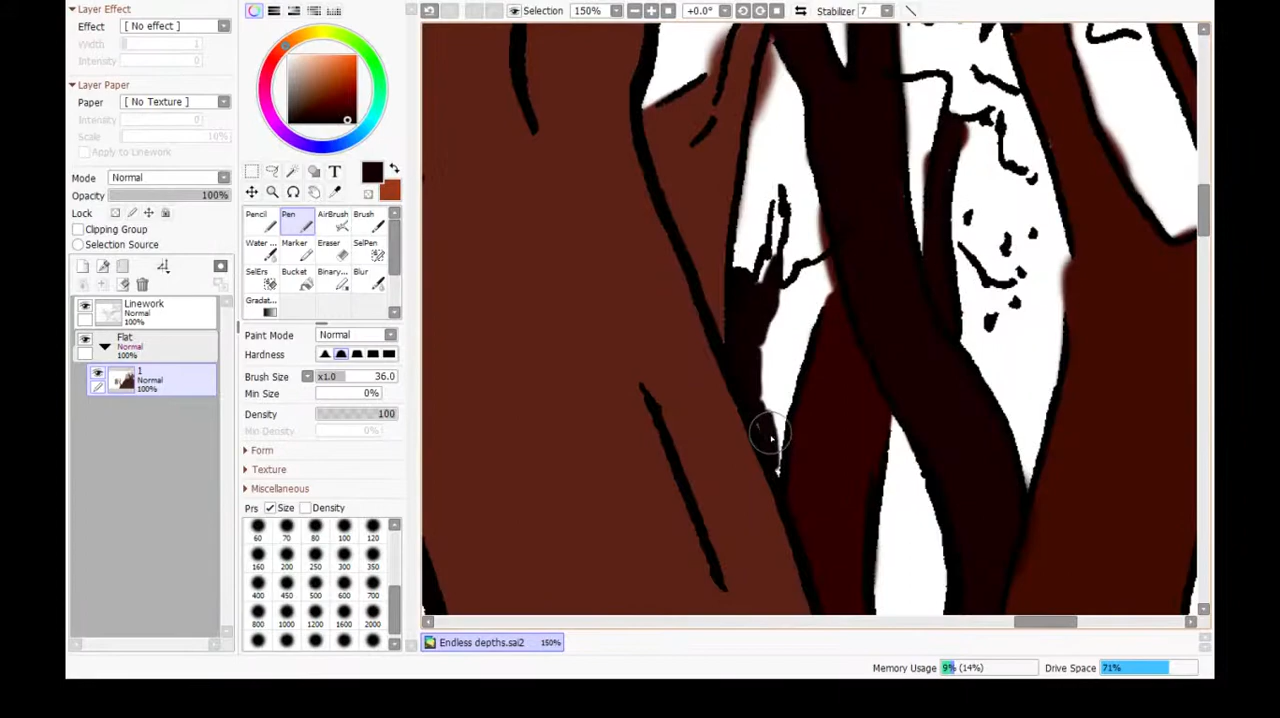 Layer Effect
Effect [ No effect ]
Width 1
Intensity 0
Layer Paper
Paper [ No Texture ]
Intensity 0
Scale 10%
Apply to Linework
Mode Normal
Opacity 100%
Lock
Clipping Group
Selection Source
Linework
Normal
100%
Flat
Normal
100%
1
Normal
100%
T
Pencil Pen AirBrush Brush
Water ... Marker Eraser SelPen
SelErs Bucket Binary... Blur
Gradat...
Paint Mode Normal
Hardness
Brush Size x1.0 36.0
Min Size 0%
Density 100
Min Density 0%
Form
Texture
Miscellaneous
Prs Size Density
60 70 80 100 120
160 200 250 300 350
400 450 500 600 700
800 1000 1200 1600 2000
Selection 150% +0.0° Stabilizer 7
Endless depths.sai2 150%
Memory Usage 9% (14%) Drive Space 71%